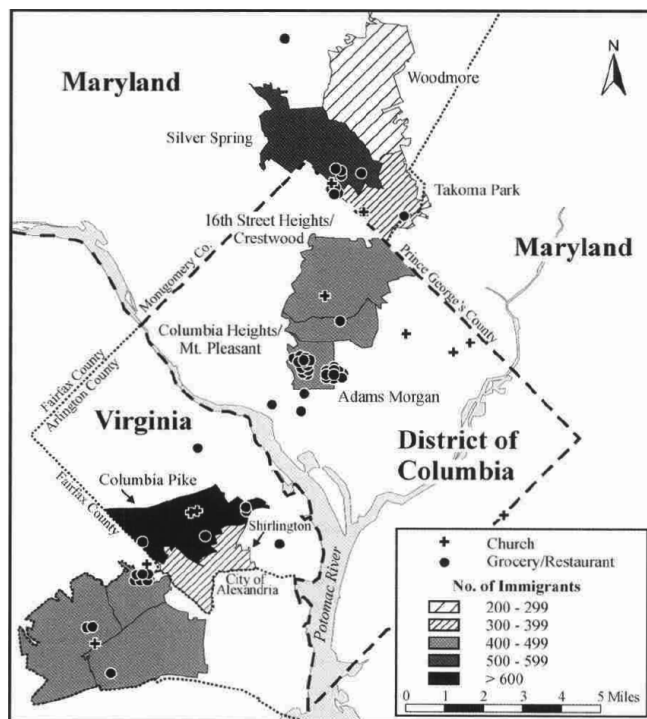 N
Maryland
Woodmore
Silver Spring
Takoma Park
16th Street Heights/
Crestwood
Maryland
Montgomery Co.
Prince George's County
Columbia Heights/
Mt. Pleasant
Fairfax County
Arlington County
Adams Morgan
Virginia
District of
Columbia
Columbia Pike
Fairfax County
Shirlington
City of
Alexandria
Potomac River
Church
Grocery/Restaurant
No. of Immigrants
200 - 299
300 - 399
400 - 499
500 - 599
> 600
0 1 2 3 4 5 Miles